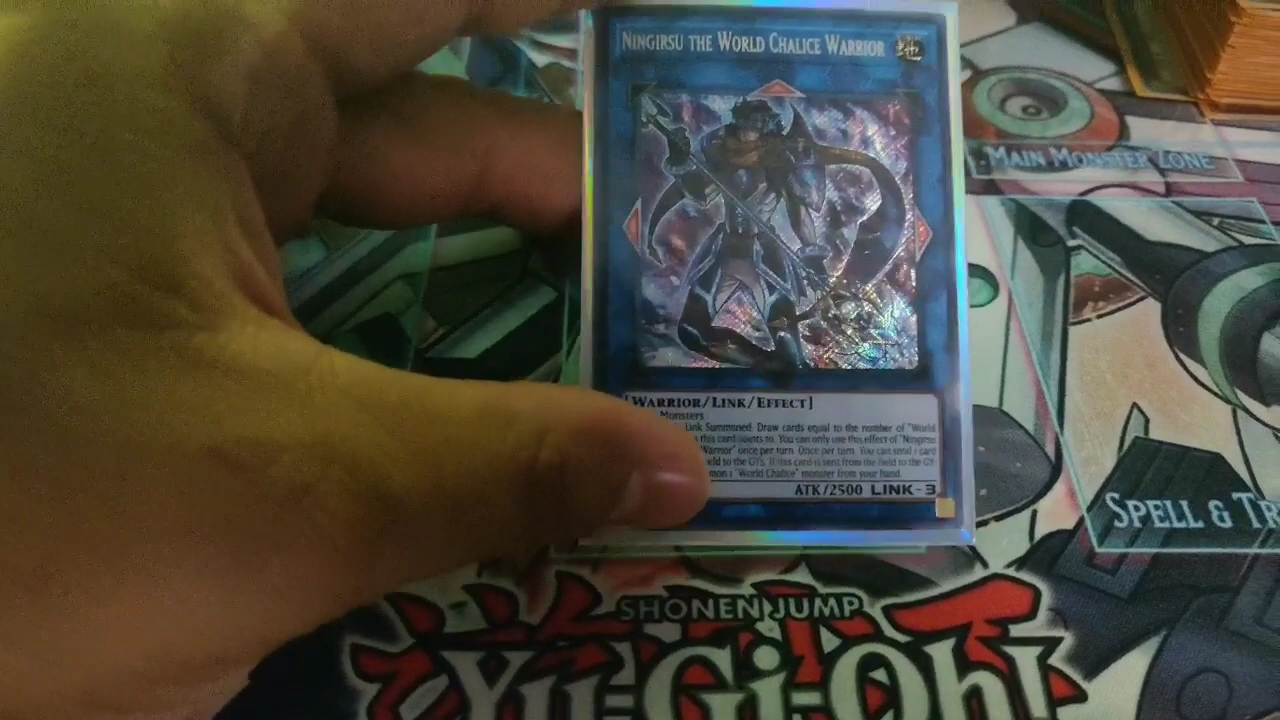 NINGIRSU THE WORLD CHALICE WARRIOR
MAIN MONSTER ZONE
[WARRIOR/LINK/EFFECT]
Monsters
Link Summoned: Draw cards equal to the number of "World
this card points to. You can only use this effect of "Ningirsu
Warrior" once per turn. Once per turn: You can send 1 card
field to the GYs. If this card is sent from the field to the GY:
1 "World Chalice" monster from your hand.
ATK/2500 LINK-3
SPELL & TR
SHONEN JUMP
Yu-Gi-Oh!